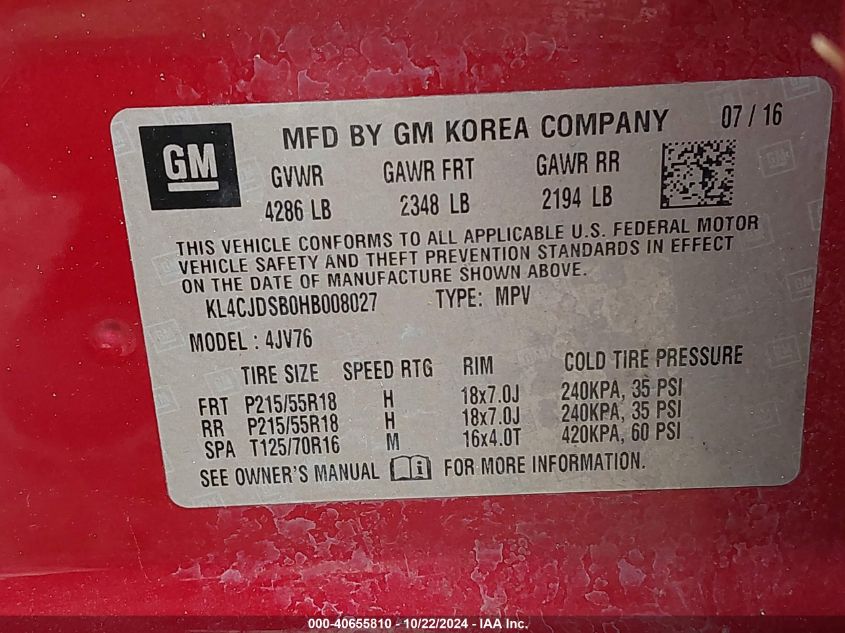 GM
MFD BY GM KOREA COMPANY 07 / 16
GVWR GAWR FRT GAWR RR
4286 LB 2348 LB 2194 LB
THIS VEHICLE CONFORMS TO ALL APPLICABLE U.S. FEDERAL MOTOR
VEHICLE SAFETY AND THEFT PREVENTION STANDARDS IN EFFECT
ON THE DATE OF MANUFACTURE SHOWN ABOVE.
KL4CJDSB0HB008027 TYPE: MPV
MODEL : 4JV76
TIRE SIZE SPEED RTG RIM COLD TIRE PRESSURE
FRT P215/55R18 H 18x7.0J 240KPA, 35 PSI
RR P215/55R18 H 18x7.0J 240KPA, 35 PSI
SPA T125/70R16 M 16x4.0T 420KPA, 60 PSI
SEE OWNER'S MANUAL FOR MORE INFORMATION.
000-40655810 - 10/22/2024 - IAA Inc.